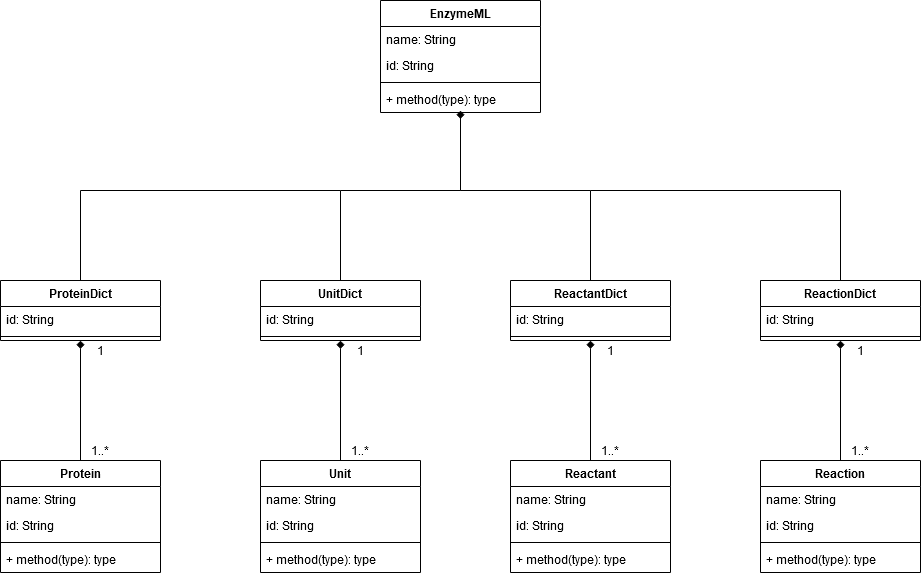 EnzymeML
name: String
id: String
+ method(type): type
ProteinDict
id: String
1
UnitDict
id: String
1
ReactantDict
id: String
1
ReactionDict
id: String
1
1..*
Protein
name: String
id: String
+ method(type): type
1..*
Unit
name: String
id: String
+ method(type): type
1..*
Reactant
name: String
id: String
+ method(type): type
1..*
Reaction
name: String
id: String
+ method(type): type